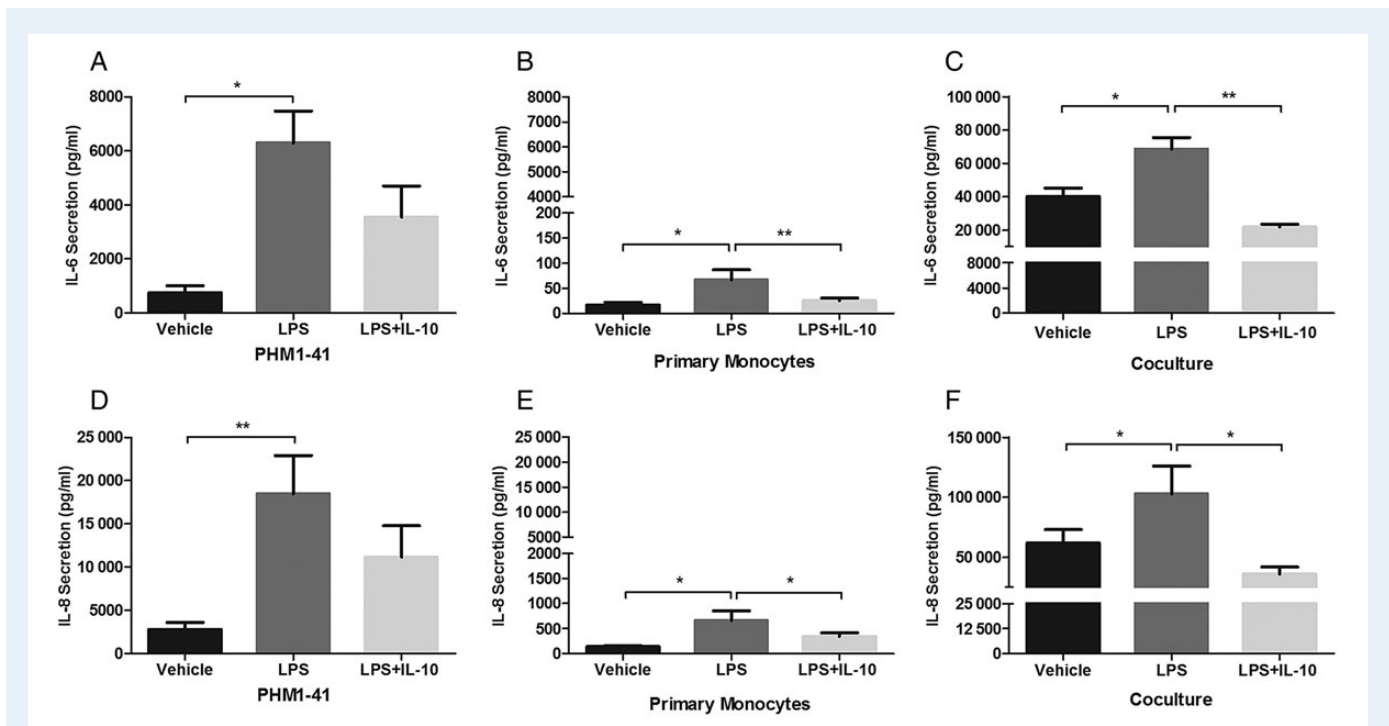 A
IL-6 Secretion (pg/ml)
8000
6000
4000
2000
0
*
Vehicle LPS LPS+IL-10
PHM1-41
B
IL-6 Secretion (pg/ml)
8000
7000
6000
5000
4000
200
150
100
50
0
* **
Vehicle LPS LPS+IL-10
Primary Monocytes
C
IL-6 Secretion (pg/ml)
100 000
80 000
60 000
40 000
20 000
8000
4000
0
* **
Vehicle LPS LPS+IL-10
Coculture
D
IL-8 Secretion (pg/ml)
25 000
20 000
15 000
10 000
5000
0
**
Vehicle LPS LPS+IL-10
PHM1-41
E
IL-8 Secretion (pg/ml)
25 000
20 000
15 000
10 000
5000
2000
1500
1000
500
0
* *
Vehicle LPS LPS+IL-10
Primary Monocytes
F
IL-8 Secretion (pg/ml)
150 000
100 000
50 000
25 000
12 500
0
* *
Vehicle LPS LPS+IL-10
Coculture